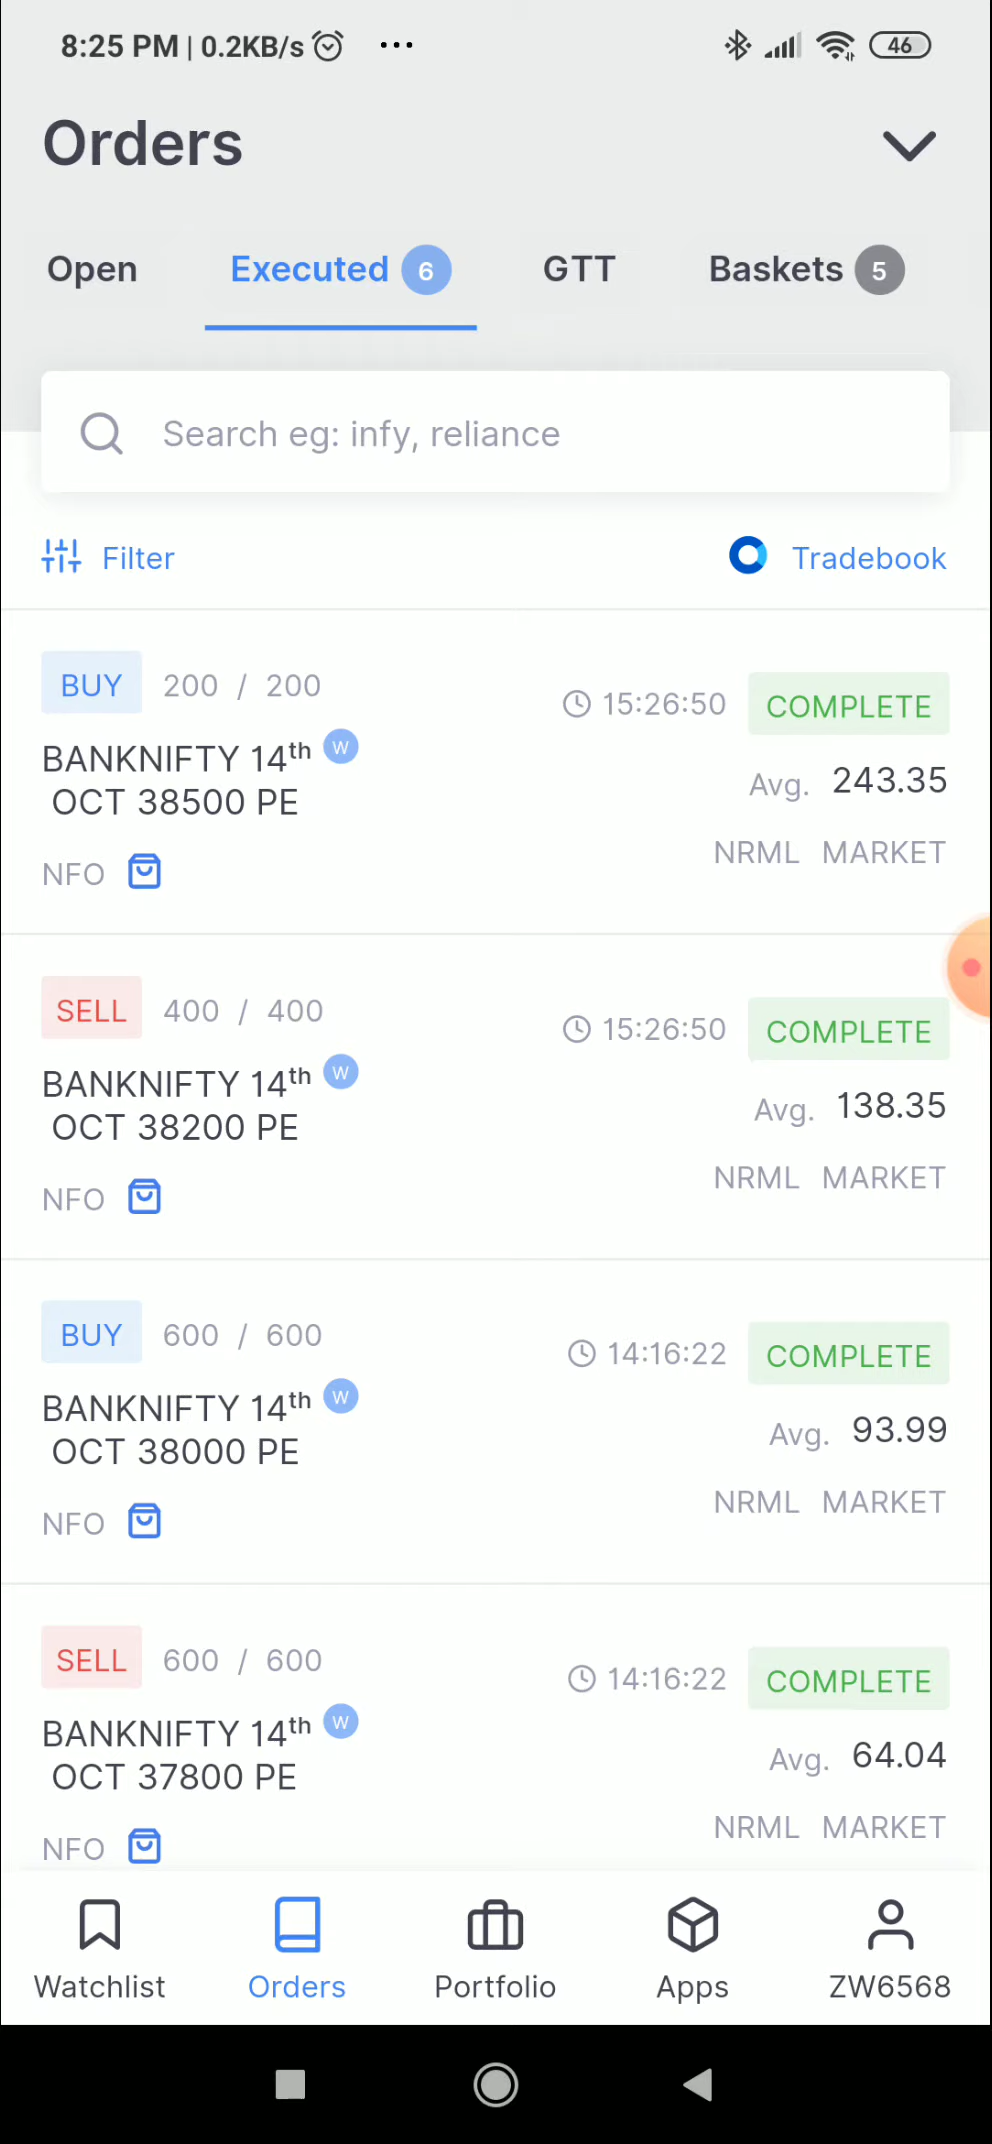 8:25 PM | 0.2KB/s ... 46
Orders
Open Executed 6 GTT Baskets 5
Search eg: infy, reliance
Filter Tradebook
BUY 200 / 200 15:26:50 COMPLETE
BANKNIFTY 14th W Avg. 243.35
OCT 38500 PE
NFO NRML MARKET
SELL 400 / 400 15:26:50 COMPLETE
BANKNIFTY 14th W Avg. 138.35
OCT 38200 PE
NFO NRML MARKET
BUY 600 / 600 14:16:22 COMPLETE
BANKNIFTY 14th W Avg. 93.99
OCT 38000 PE
NFO NRML MARKET
SELL 600 / 600 14:16:22 COMPLETE
BANKNIFTY 14th W Avg. 64.04
OCT 37800 PE
NFO NRML MARKET
Watchlist Orders Portfolio Apps ZW6568